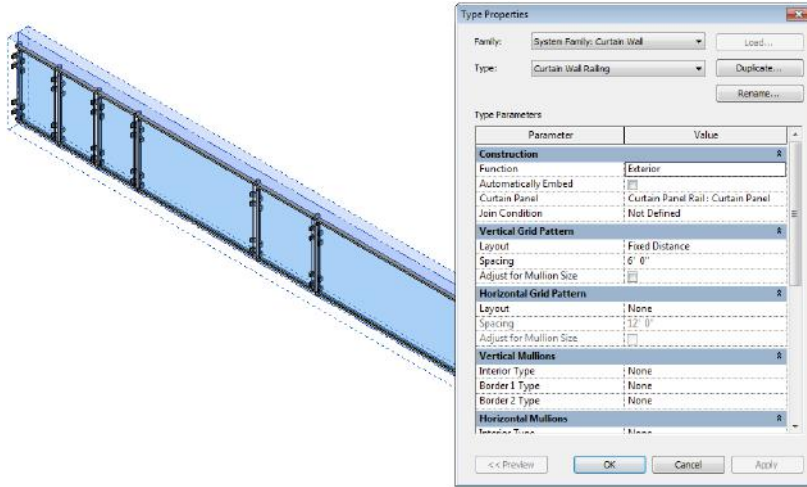 Type Properties
Family: System Family: Curtain Wall Load...
Type: Curtain Wall Railing Duplicate...
Rename...
Type Parameters
Parameter Value
Construction
Function Exterior
Automatically Embed
Curtain Panel Curtain Panel Rail : Curtain Panel
Join Condition Not Defined
Vertical Grid Pattern
Layout Fixed Distance
Spacing 6' 0"
Adjust for Mullion Size
Horizontal Grid Pattern
Layout None
Spacing 12' 0"
Adjust for Mullion Size
Vertical Mullions
Interior Type None
Border 1 Type None
Border 2 Type None
Horizontal Mullions
Interior Type None
<< Preview OK Cancel Apply